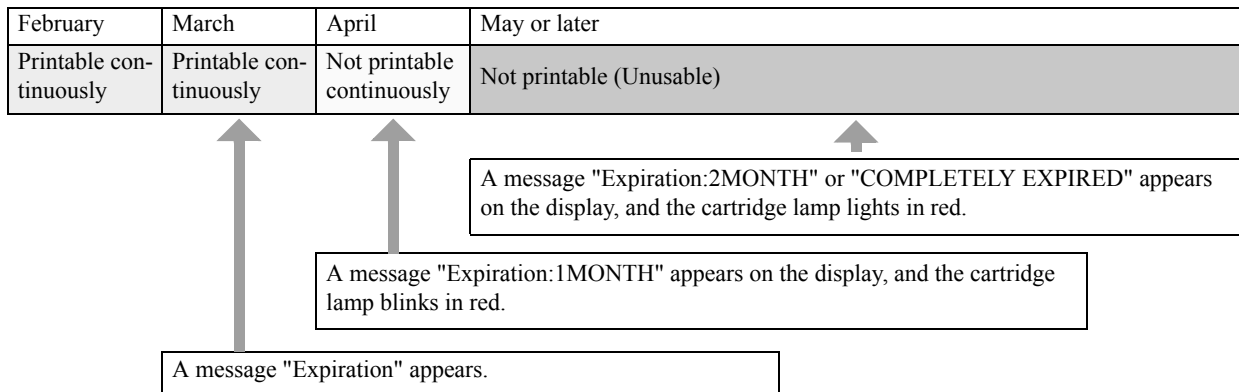 February March April May or later
Printable con-
tinuously
Printable con-
tinuously
Not printable
continuously
Not printable (Unusable)
A message "Expiration:2MONTH" or "COMPLETELY EXPIRED" appears
on the display, and the cartridge lamp lights in red.
A message "Expiration:1MONTH" appears on the display, and the cartridge
lamp blinks in red.
A message "Expiration" appears.